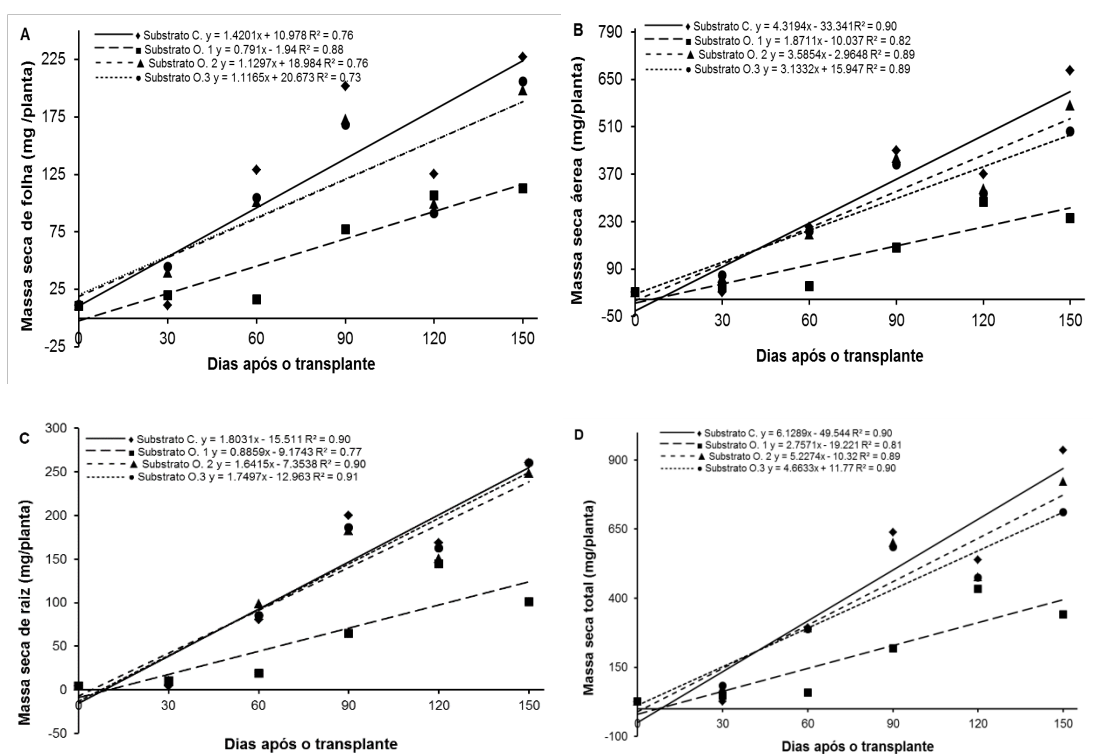 A
Substrato C. y = 1.4201x + 10.978 R² = 0.76
Substrato O. 1 y = 0.791x - 1.94 R² = 0.88
Substrato O. 2 y = 1.1297x + 18.984 R² = 0.76
Substrato O.3 y = 1.1165x + 20.673 R² = 0.73
Massa seca de folha (mg /planta)
225
175
125
75
25
-25
0 30 60 90 120 150
Dias após o transplante
B
Substrato C. y = 4.3194x - 33.341 R² = 0.90
Substrato O. 1 y = 1.8711x - 10.037 R² = 0.82
Substrato O. 2 y = 3.5854x - 2.9648 R² = 0.89
Substrato O.3 y = 3.1332x + 15.947 R² = 0.89
Massa seca áerea (mg/planta)
790
650
510
370
230
90
-50
0 30 60 90 120 150
Dias após o transplante
C
Substrato C. y = 1.8031x - 15.511 R² = 0.90
Substrato O. 1 y = 0.8859x - 9.1743 R² = 0.77
Substrato O. 2 y = 1.6415x - 7.3538 R² = 0.90
Substrato O.3 y = 1.7497x - 12.963 R² = 0.91
Massa seca de raiz (mg/planta)
300
250
200
150
100
50
0
-50
0 30 60 90 120 150
Dias após o transplante
D
Substrato C. y = 6.1289x - 49.544 R² = 0.90
Substrato O. 1 y = 2.7571x - 19.221 R² = 0.81
Substrato O. 2 y = 5.2274x - 10.32 R² = 0.89
Substrato O.3 y = 4.6633x + 11.77 R² = 0.90
Massa seca total (mg/planta)
900
650
400
150
-100
0 30 60 90 120 150
Dias após o transplante